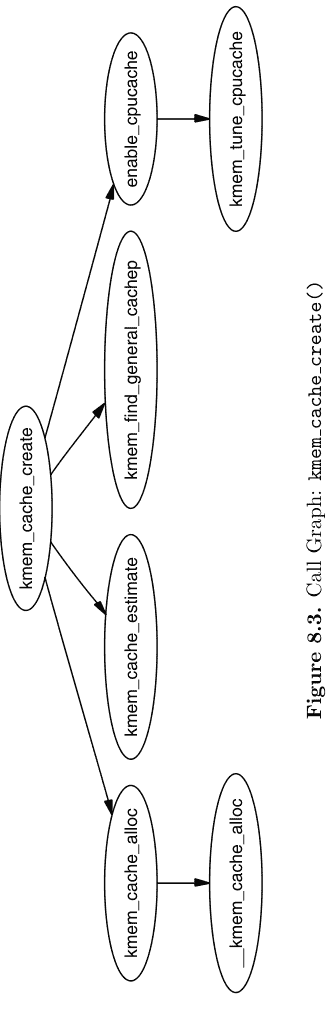 kmem_cache_create
kmem_cache_alloc
kmem_cache_estimate
kmem_find_general_cachep
enable_cpucache
__kmem_cache_alloc
kmem_tune_cpucache
Figure 8.3. Call Graph: kmem_cache_create()